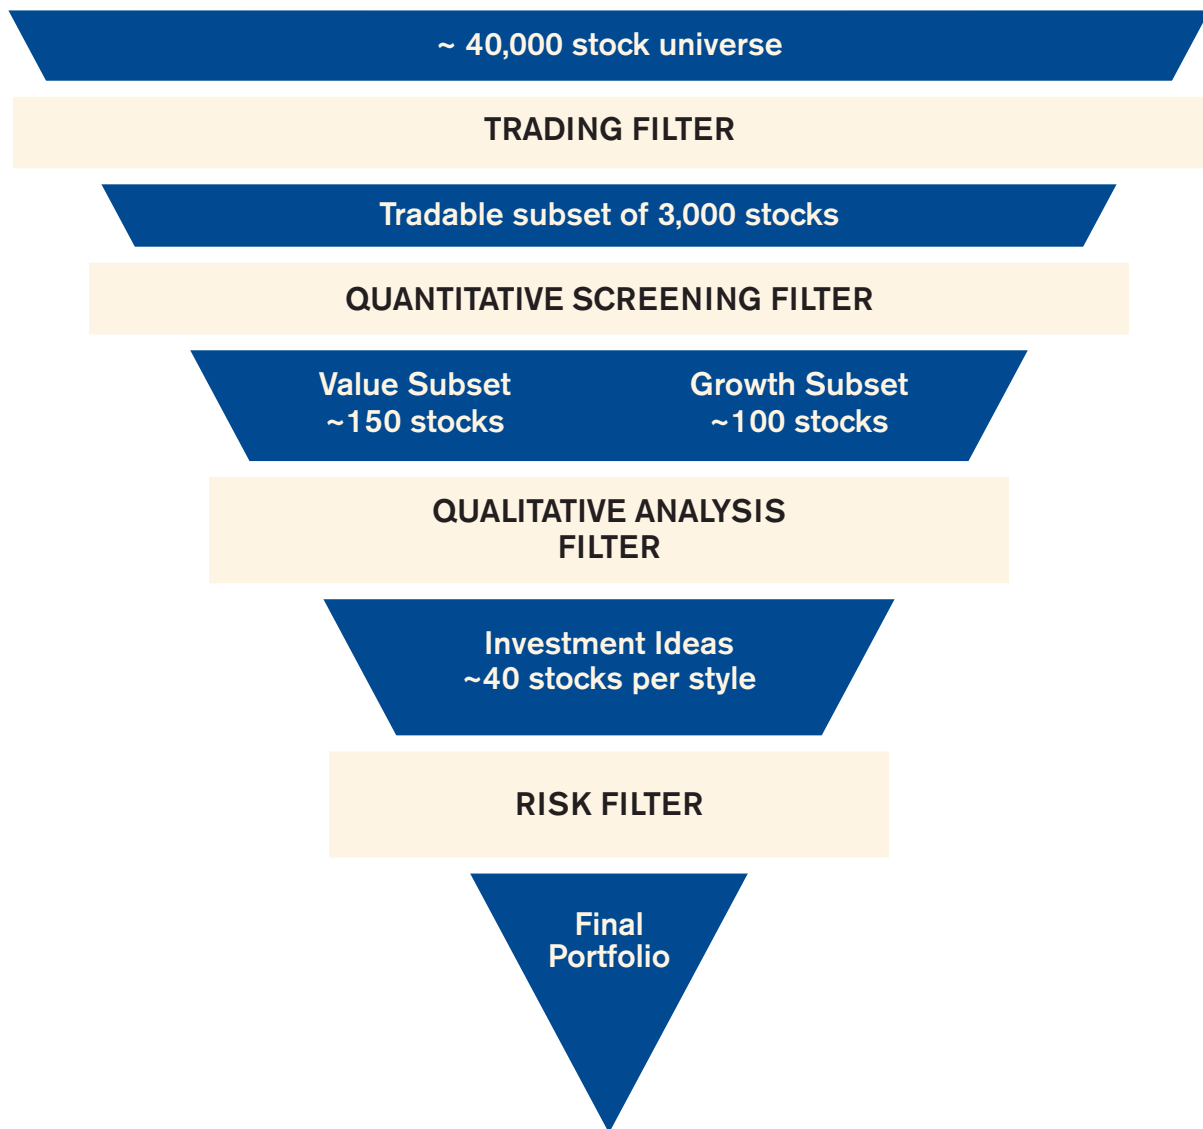 ~ 40,000 stock universe
TRADING FILTER
Tradable subset of 3,000 stocks
QUANTITATIVE SCREENING FILTER
Value Subset
~150 stocks
Growth Subset
~100 stocks
QUALITATIVE ANALYSIS
FILTER
Investment Ideas
~40 stocks per style
RISK FILTER
Final
Portfolio